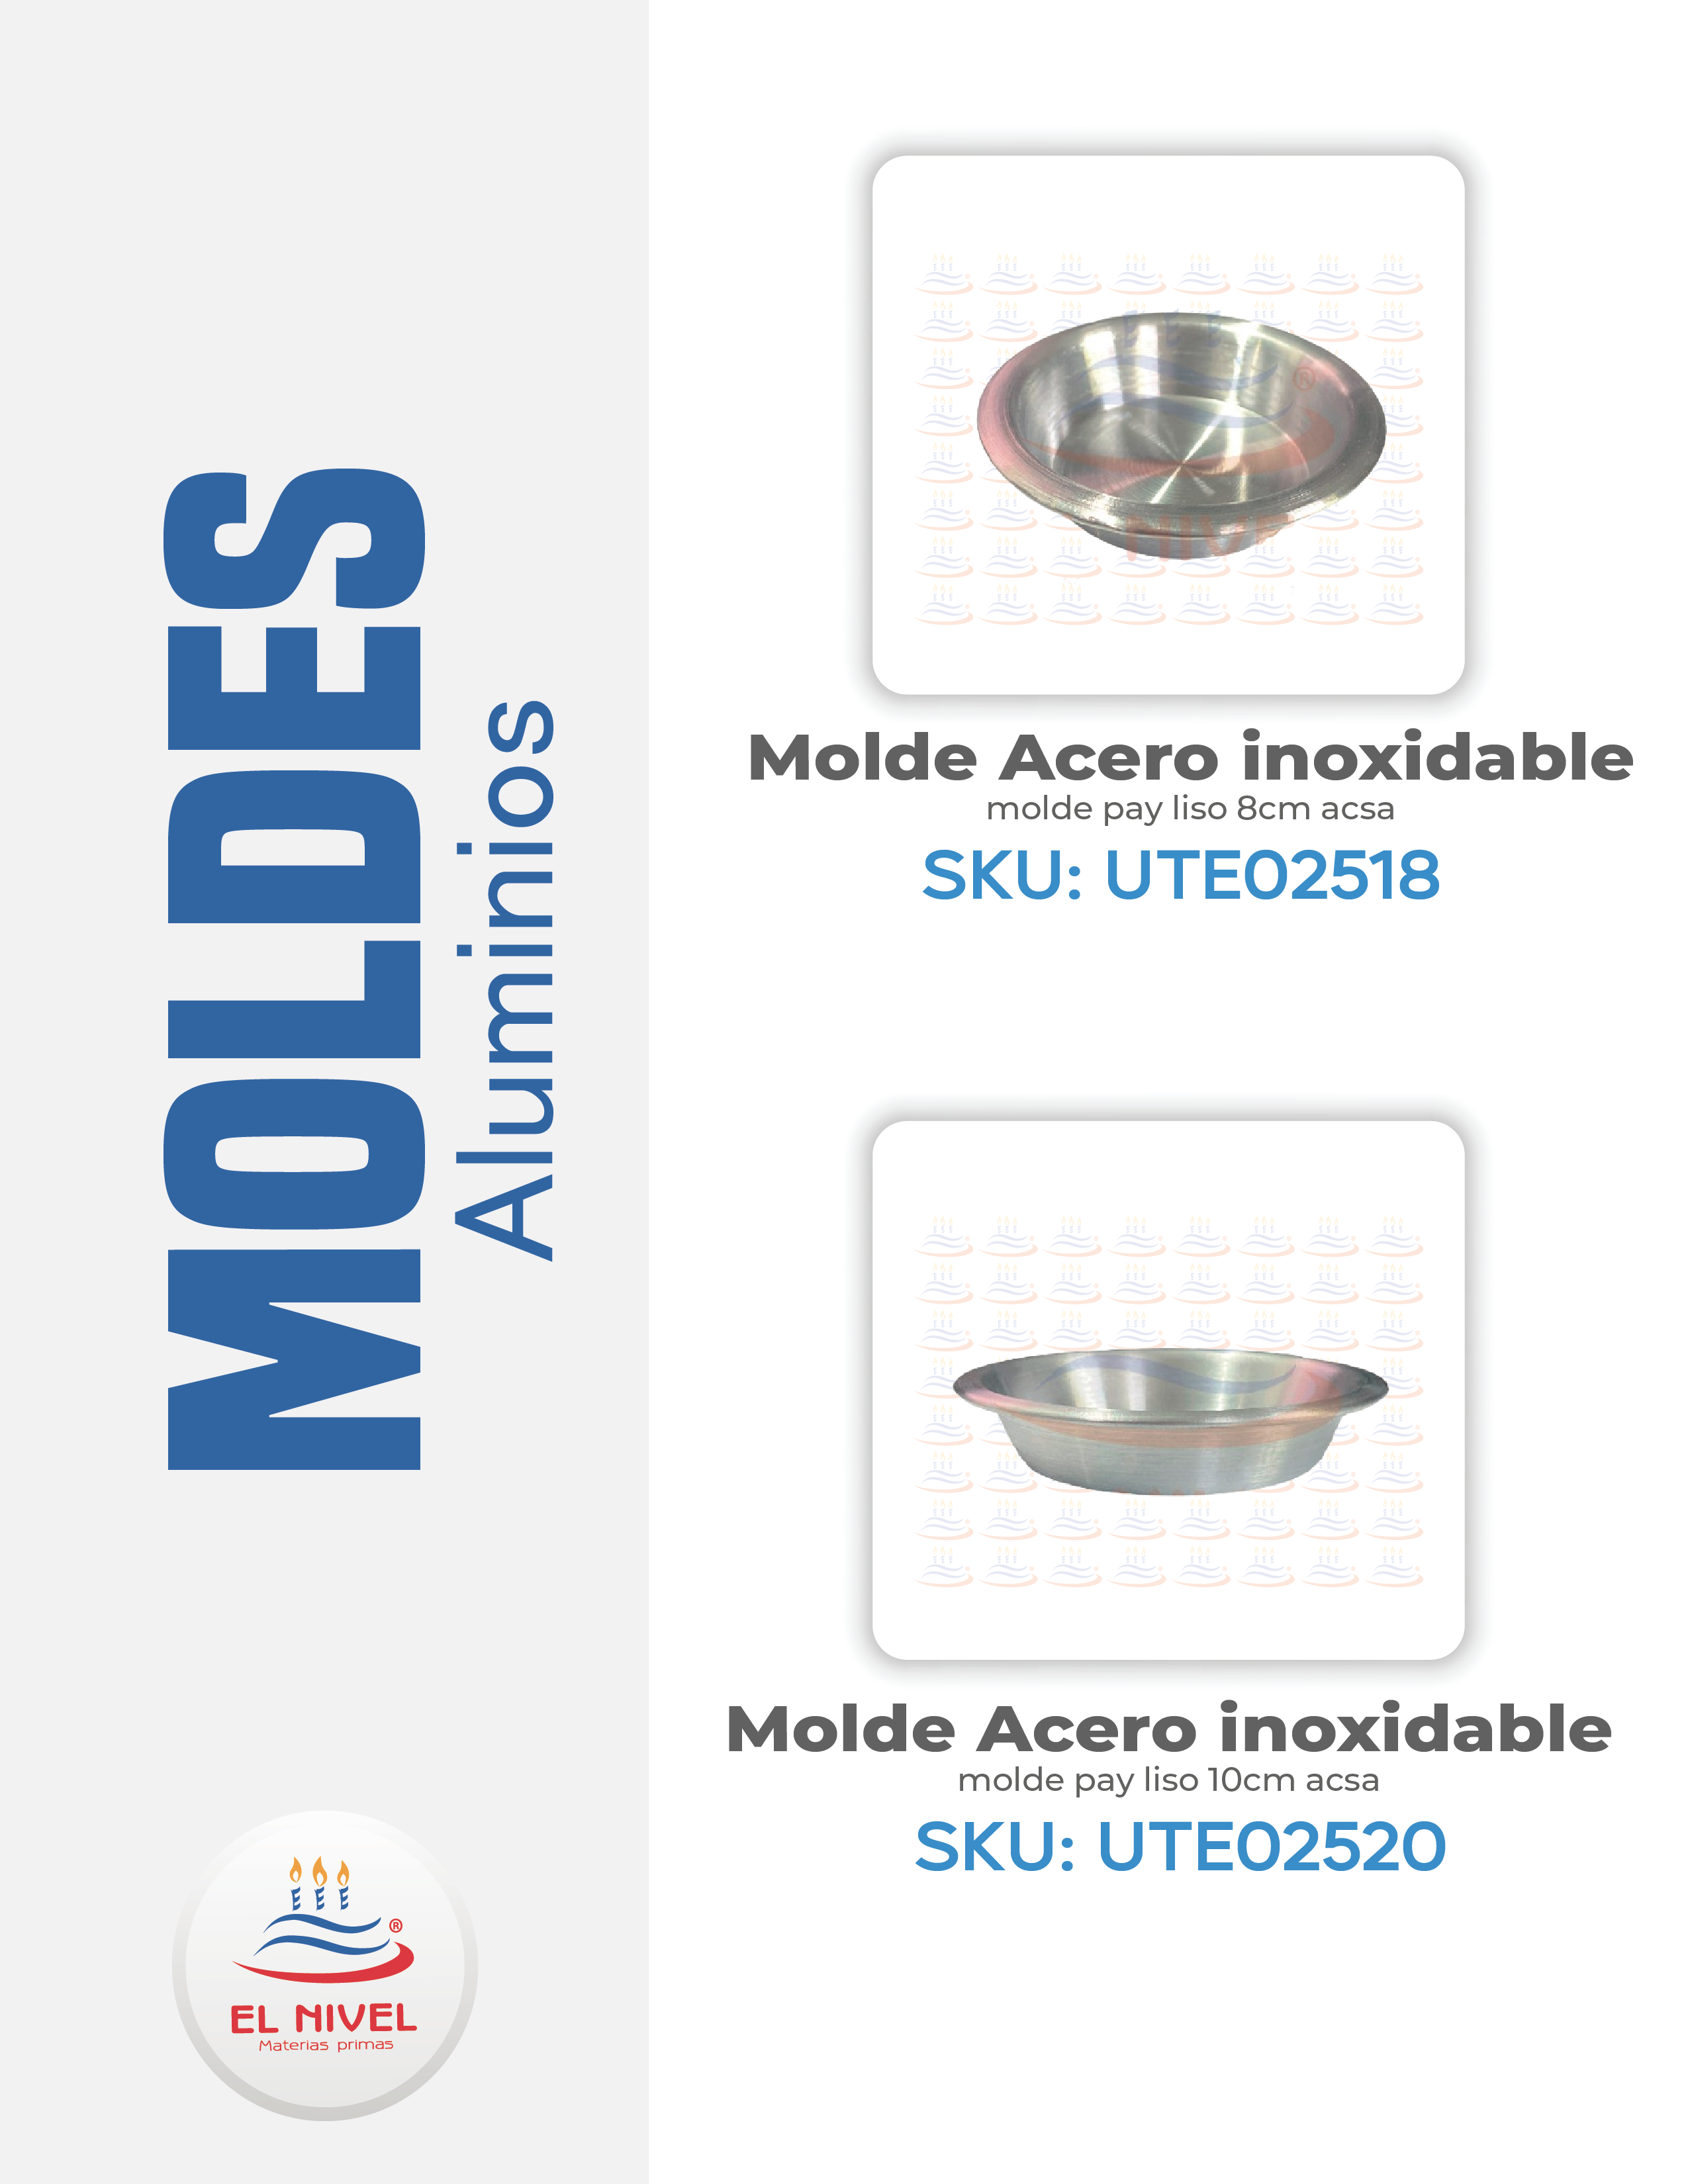 MOLDES
Aluminios
Molde Acero inoxidable
molde pay liso 8cm acsa
SKU: UTE02518
Molde Acero inoxidable
molde pay liso 10cm acsa
SKU: UTE02520
®
EL NIVEL
Materias primas